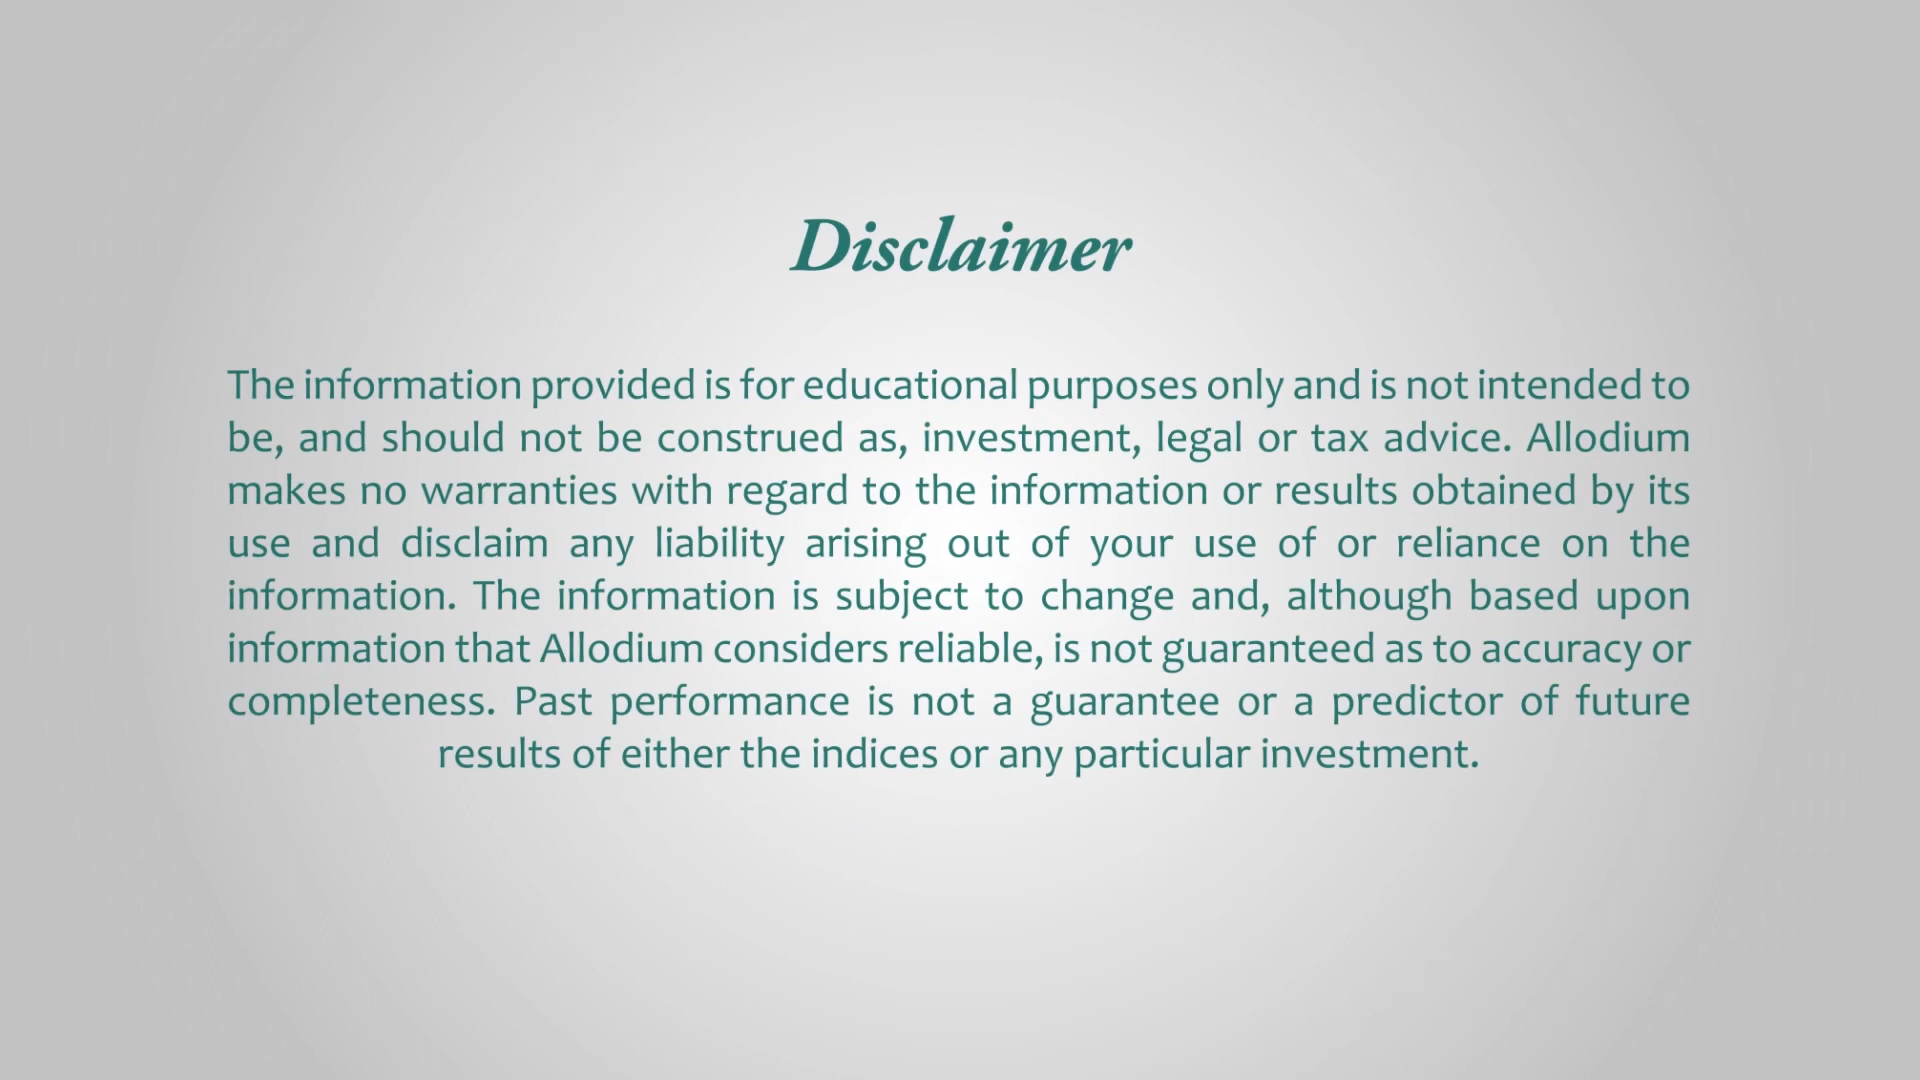 Disclaimer
The information provided is for educational purposes only and is not intended to
be, and should not be construed as, investment, legal or tax advice. Allodium
makes no warranties with regard to the information or results obtained by its
use and disclaim any liability arising out of your use of or reliance on the
information. The information is subject to change and, although based upon
information that Allodium considers reliable, is not guaranteed as to accuracy or
completeness. Past performance is not a guarantee or a predictor of future
results of either the indices or any particular investment.